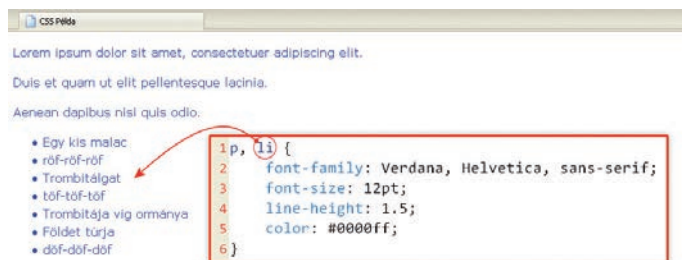 CSS Példa
Lorem ipsum dolor sit amet, consectetuer adipiscing elit.
Duis et quam ut elit pellentesque lacinia.
Aenean dapibus nisi quis odio.
• Egy kis malac
• röf-röf-röf
• Trombitálgat
• töf-töf-töf
• Trombitája víg ormánya
• Földet túrja
• döf-döf-döf
1 p, li {
2 font-family: Verdana, Helvetica, sans-serif;
3 font-size: 12pt;
4 line-height: 1.5;
5 color: #0000ff;
6 }